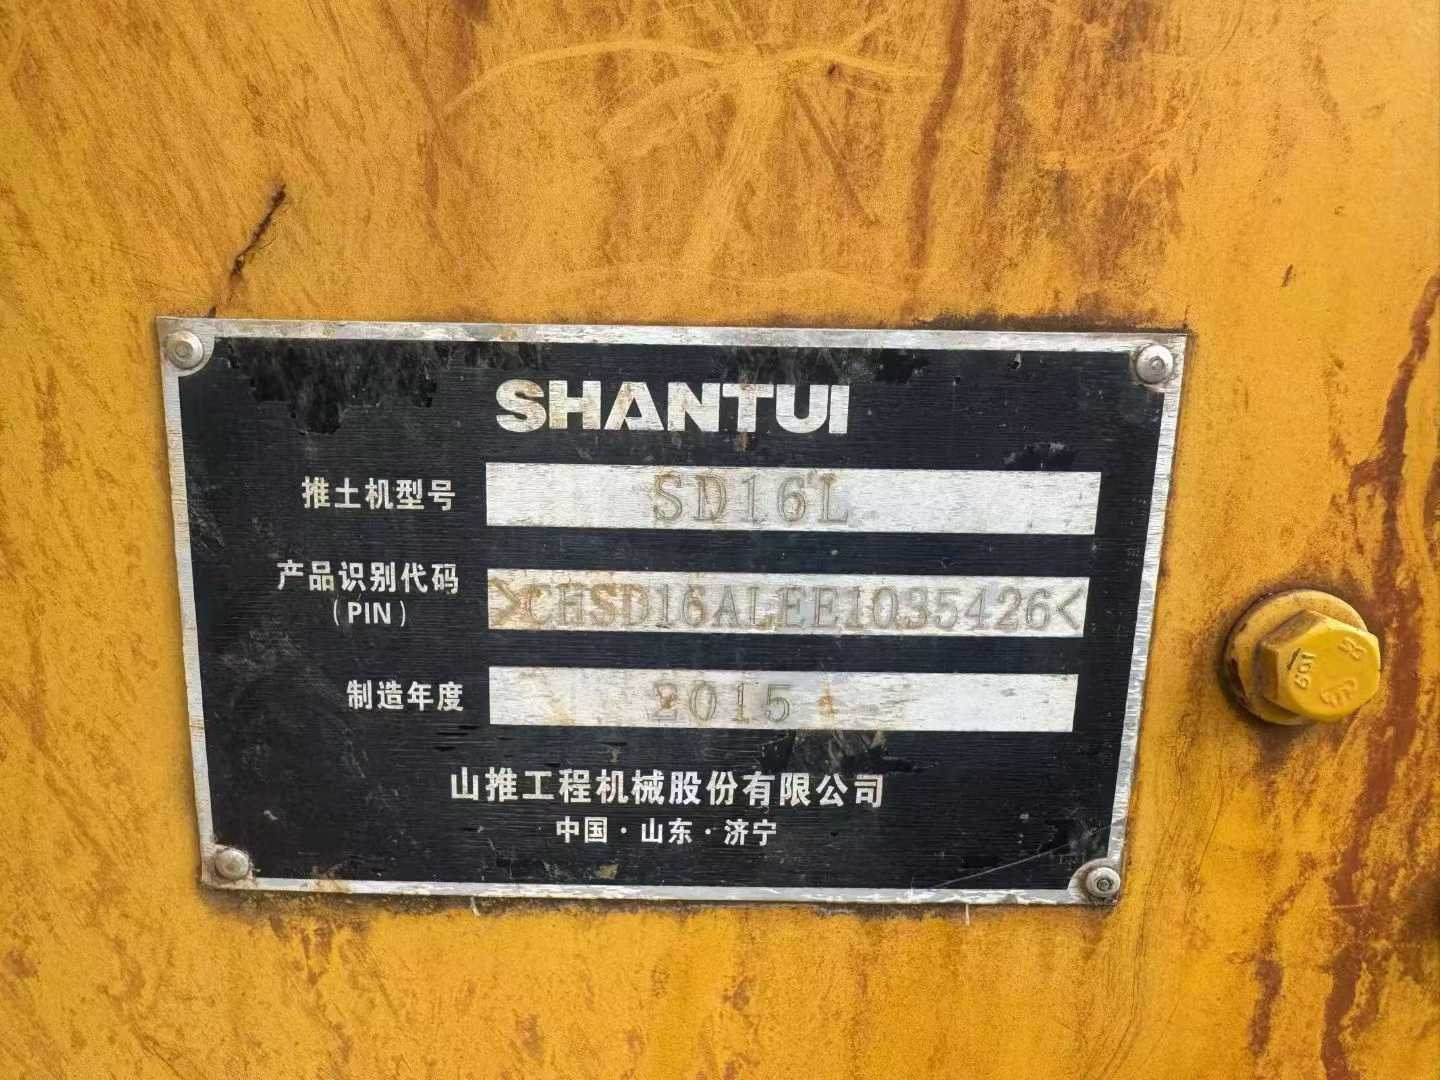 SHANTUI
推土机型号 SD16L
产品识别代码 >CHSD16ALEE1035426<
(PIN)
制造年度 2015
山推工程机械股份有限公司
中国·山东·济宁
601